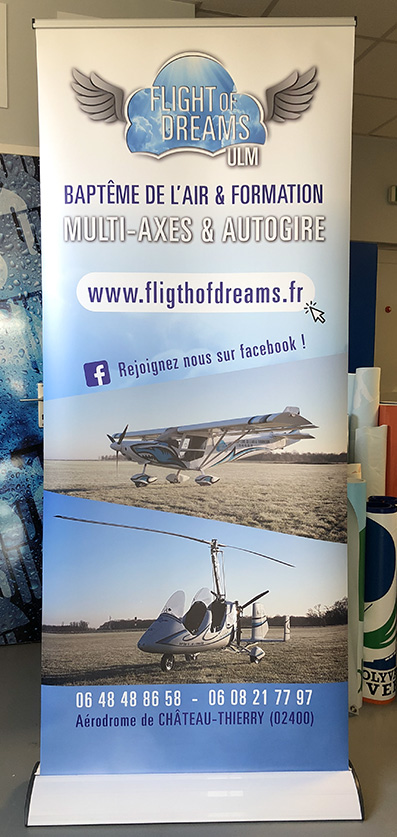 FLIGHT OF
DREAMS
ULM
BAPTÊME DE L'AIR & FORMATION
MULTI-AXES & AUTOGIRE
www.fligthofdreams.fr
f Rejoignez nous sur facebook !
06 48 48 86 58 - 06 08 21 77 97
Aérodrome de CHÂTEAU-THIERRY (02400)